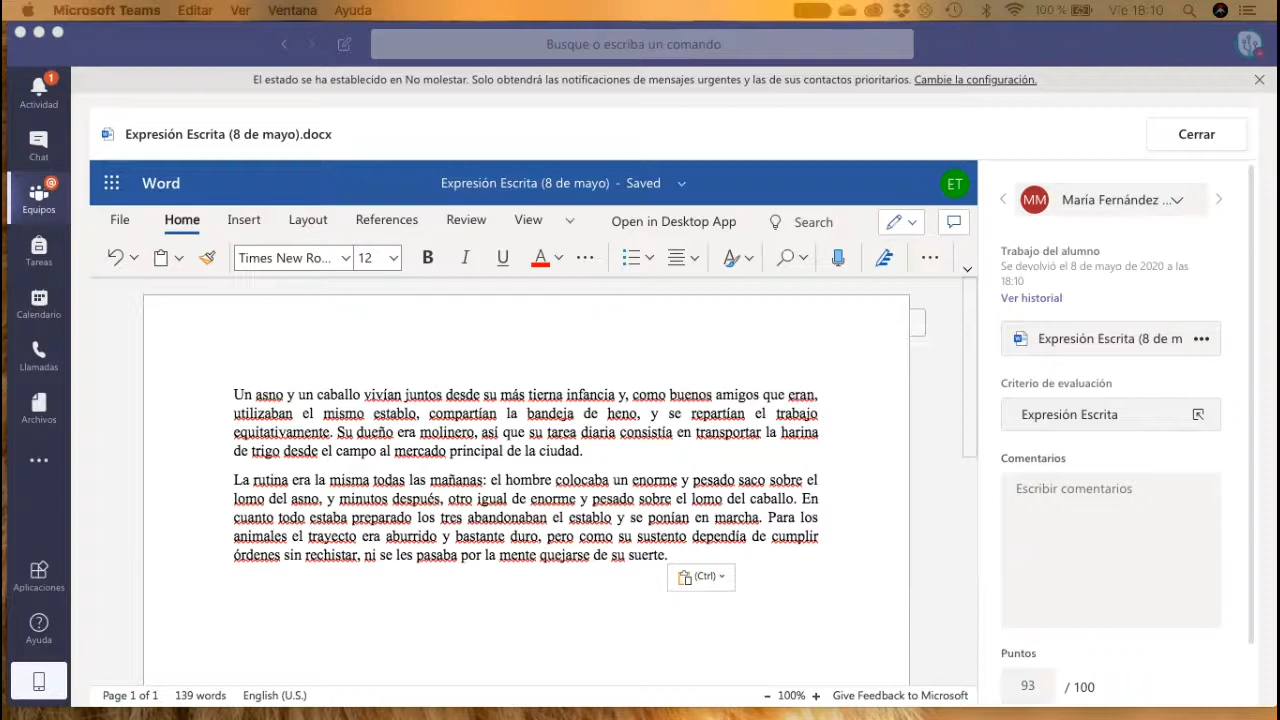 Microsoft Teams Editar Ver Ventana Ayuda 100 % Vie 18:10
Busque o escriba un comando
El estado se ha establecido en No molestar. Solo obtendrá las notificaciones de mensajes urgentes y las de sus contactos prioritarios. Cambie la configuración.
Actividad
1
Chat
Equipos
Tareas
Calendario
Llamadas
Archivos
Aplicaciones
Ayuda
Expresión Escrita (8 de mayo).docx
Cerrar
Word Expresión Escrita (8 de mayo) - Saved ET
File Home Insert Layout References Review View Open in Desktop App Search
Times New Ro... 12 B I U A
Un asno y un caballo vivían juntos desde su más tierna infancia y, como buenos amigos que eran,
utilizaban el mismo establo, compartían la bandeja de heno, y se repartían el trabajo
equitativamente. Su dueño era molinero, así que su tarea diaria consistía en transportar la harina
de trigo desde el campo al mercado principal de la ciudad.
La rutina era la misma todas las mañanas: el hombre colocaba un enorme y pesado saco sobre el
lomo del asno, y minutos después, otro igual de enorme y pesado sobre el lomo del caballo. En
cuanto todo estaba preparado los tres abandonaban el establo y se ponían en marcha. Para los
animales el trayecto era aburrido y bastante duro, pero como su sustento dependía de cumplir
órdenes sin rechistar, ni se les pasaba por la mente quejarse de su suerte.
(Ctrl)
Page 1 of 1 139 words English (U.S.) - 100% + Give Feedback to Microsoft
MM María Fernández ...
Trabajo del alumno
Se devolvió el 8 de mayo de 2020 a las
18:10
Ver historial
Expresión Escrita (8 de m •••
Criterio de evaluación
Expresión Escrita
Comentarios
Escribir comentarios
Puntos
93 / 100